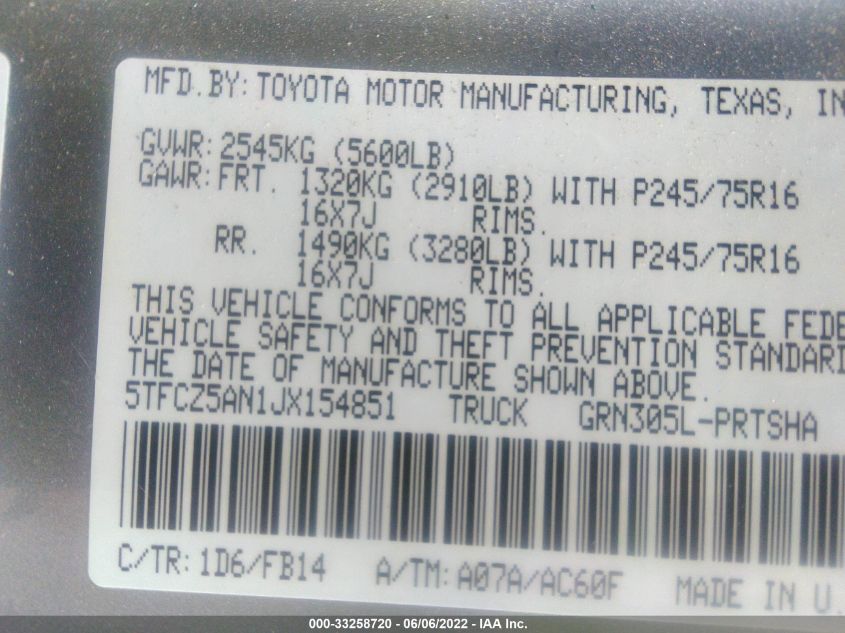 MFD.BY: TOYOTA MOTOR MANUFACTURING, TEXAS, IN
GVWR: 2545KG (5600LB)
GAWR: FRT. 1320KG (2910LB) WITH P245/75R16
16X7J RIMS.
RR. 1490KG (3280LB) WITH P245/75R16
16X7J RIMS.
THIS VEHICLE CONFORMS TO ALL APPLICABLE FEDE
VEHICLE SAFETY AND THEFT PREVENTION STANDARD
THE DATE OF MANUFACTURE SHOWN ABOVE.
5TFCZ5AN1JX154851 TRUCK GRN305L-PRTSHA
C/TR: 1D6/FB14 A/TM: A07A/AC60F MADE IN U.
000-33258720 - 06/06/2022 - IAA Inc.